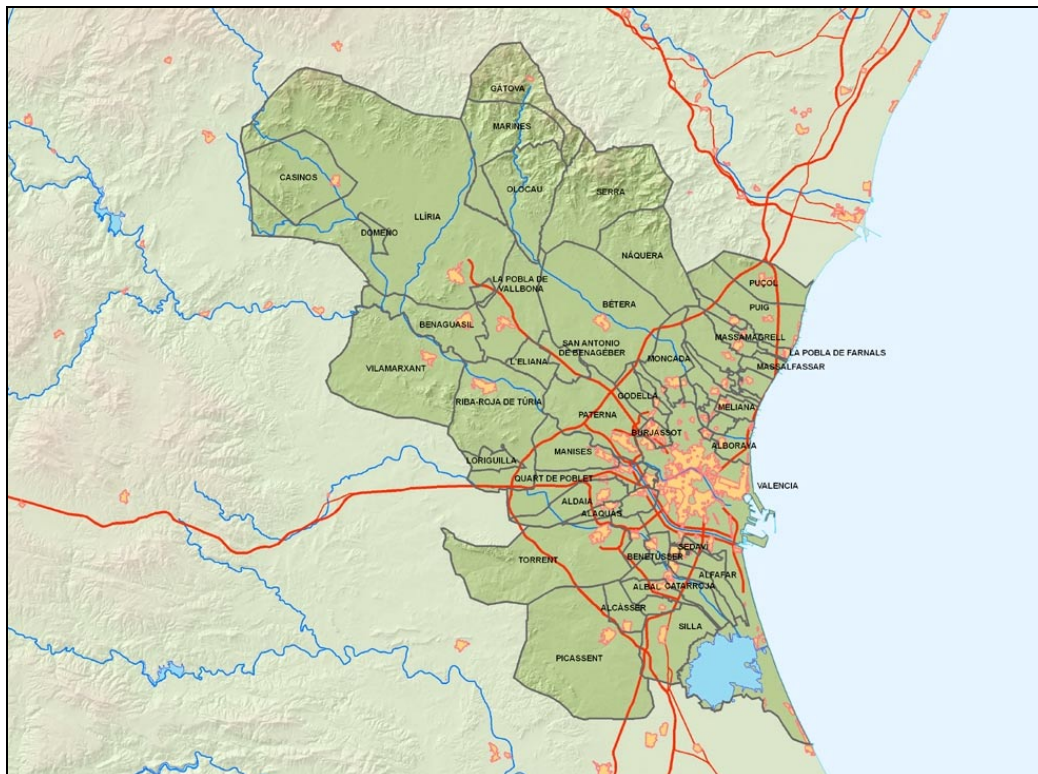 GÁTOVA
MARINES
CASINOS
OLOCAU
SERRA
LLÍRIA
DOMEÑO
NÁQUERA
LA POBLA DE
VALLBONA
PUÇOL
BÉTERA
PUIG
BENAGUASIL
MASSAMAGRELL
SAN ANTONIO
DE BENAGÉBER
LA POBLA DE FARNALS
MONCADA
L'ELIANA
MASSALFASSAR
VILAMARXANT
GODELLA
RIBA-ROJA DE TÚRIA
MELIANA
PATERNA
BURJASSOT
ALBORAYA
MANISES
LORIGUILLA
QUART DE POBLET
VALENCIA
ALDAIA
ALAQUÀS
SEDAVÍ
TORRENT
BENETÚSSER
ALFAFAR
ALBAL
CATARROJA
ALCÀSSER
SILLA
PICASSENT